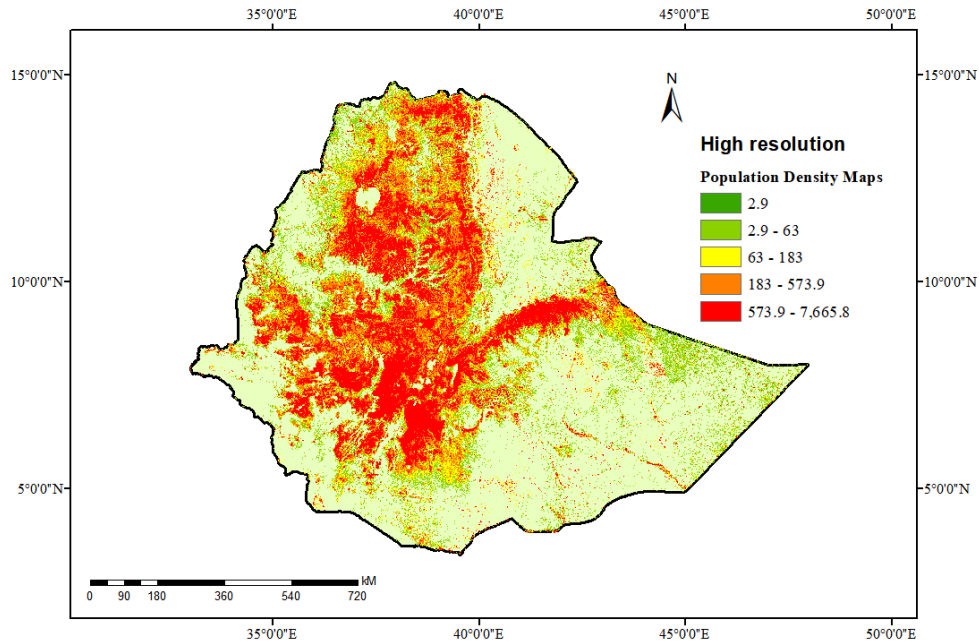 35°0'0"E 40°0'0"E 45°0'0"E 50°0'0"E
15°0'0"N 15°0'0"N
N
High resolution
Population Density Maps
2.9
2.9 - 63
63 - 183
183 - 573.9
573.9 - 7,665.8
10°0'0"N 10°0'0"N
5°0'0"N 5°0'0"N
kM
0 90 180 360 540 720
35°0'0"E 40°0'0"E 45°0'0"E 50°0'0"E